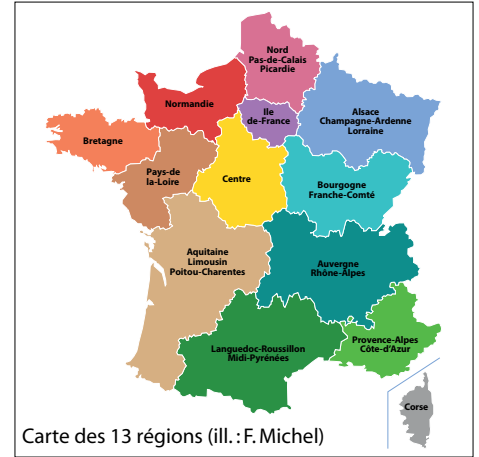 Nord
Pas-de-Calais
Picardie
Normandie
Ile
de-France
Alsace
Champagne-Ardenne
Lorraine
Bretagne
Pays-de
la-Loire
Centre
Bourgogne
Franche-Comté
Aquitaine
Limousin
Poitou-Charentes
Auvergne
Rhône-Alpes
Languedoc-Roussillon
Midi-Pyrénées
Provence-Alpes
Côte-d'Azur
Corse
Carte des 13 régions (ill. : F. Michel)